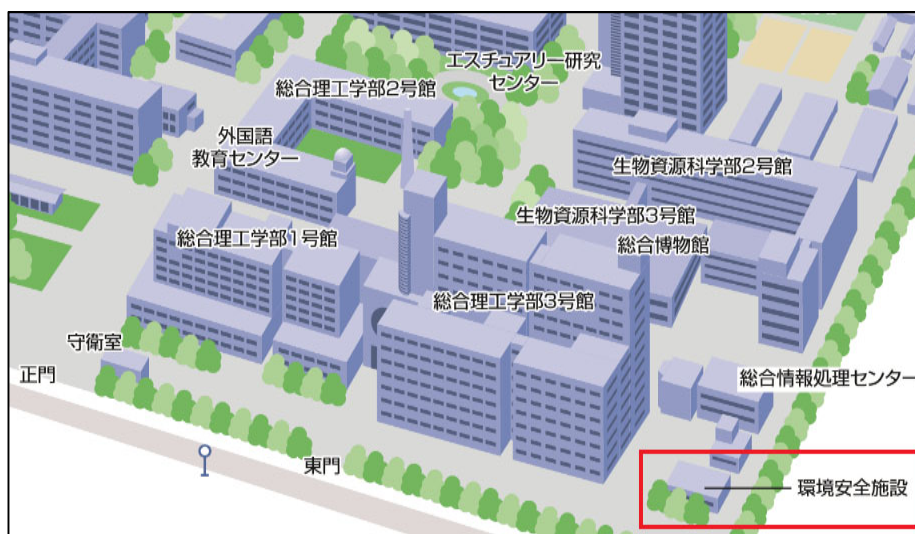 エスチュアリー研究
センター
総合理工学部2号館
外国語
教育センター
生物資源科学部2号館
生物資源科学部3号館
総合理工学部1号館
総合博物館
総合理工学部3号館
守衛室
正門
総合情報処理センター
東門
環境安全施設